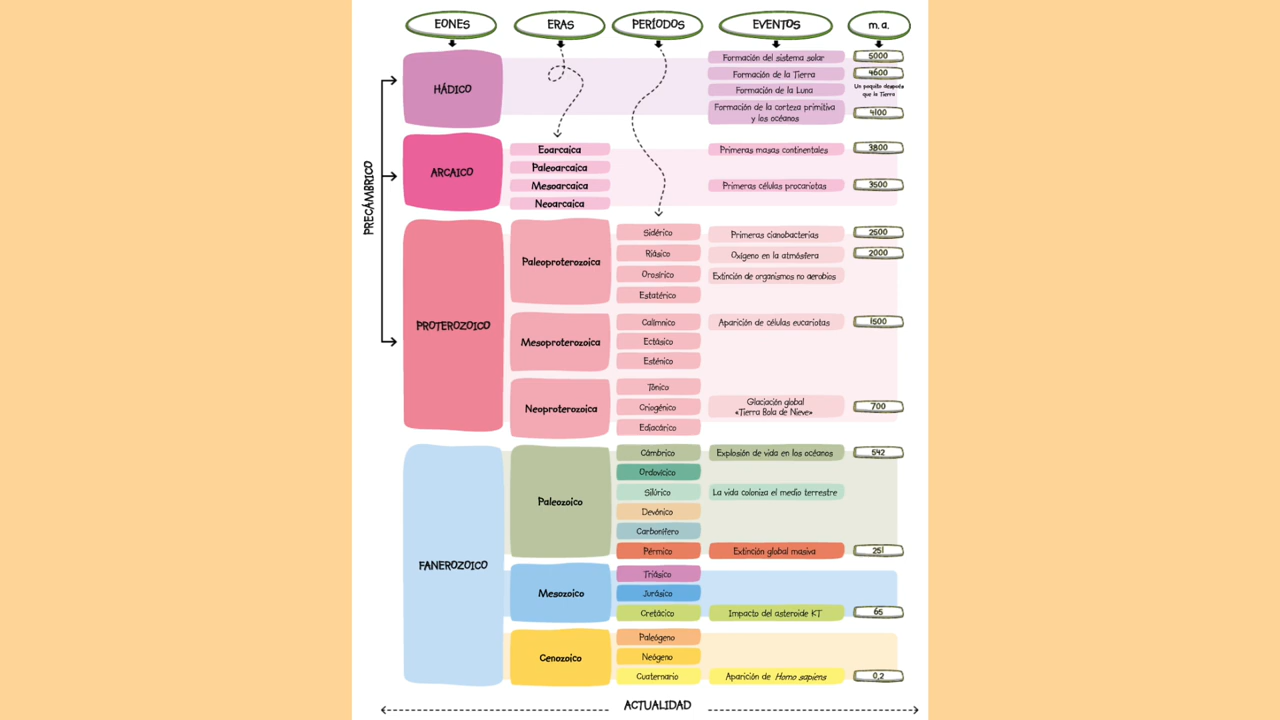 EONES
ERAS
PERÍODOS
EVENTOS
m. a.
PRECÁMBRICO
HÁDICO
Formación del sistema solar
5000
Formación de la Tierra
4600
Formación de la Luna
Un poquito después
que la Tierra
Formación de la corteza primitiva
y los océanos
4100
ARCAICO
Eoarcaica
Primeras masas continentales
3800
Paleoarcaica
Mesoarcaica
Primeras células procariotas
3500
Neoarcaica
PROTEROZOICO
Paleoproterozoica
Sidérico
Primeras cianobacterias
2500
Riásico
Oxígeno en la atmósfera
2000
Orosírico
Extinción de organismos no aerobios
Estatérico
Mesoproterozoica
Calímnico
Aparición de células eucariotas
1500
Ectásico
Esténico
Neoproterozoica
Tónico
Criogénico
Glaciación global
«Tierra Bola de Nieve»
700
Ediacárico
FANEROZOICO
Paleozoico
Cámbrico
Explosión de vida en los océanos
542
Ordovícico
Silúrico
La vida coloniza el medio terrestre
Devónico
Carbonífero
Pérmico
Extinción global masiva
251
Mesozoico
Triásico
Jurásico
Cretácico
Impacto del asteroide KT
65
Cenozoico
Paleógeno
Neógeno
Cuaternario
Aparición de Homo sapiens
0,2
ACTUALIDAD